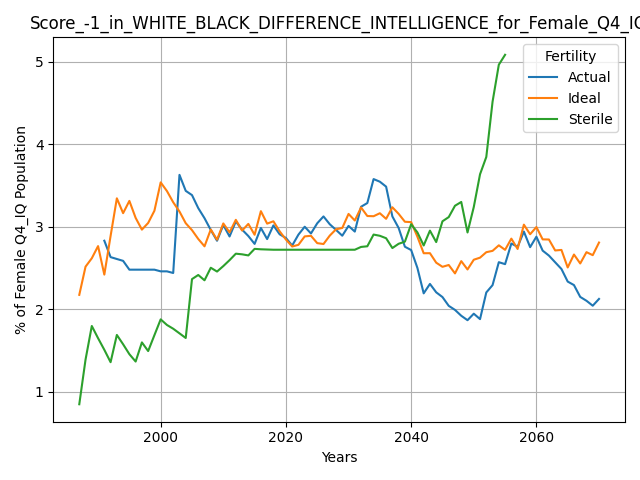 Score_-1_in_WHITE_BLACK_DIFFERENCE_INTELLIGENCE_for_Female_Q4_IQ
Fertility
Actual
Ideal
Sterile
% of Female Q4_IQ Population
5
4
3
2
1
2000 2020 2040 2060
Years